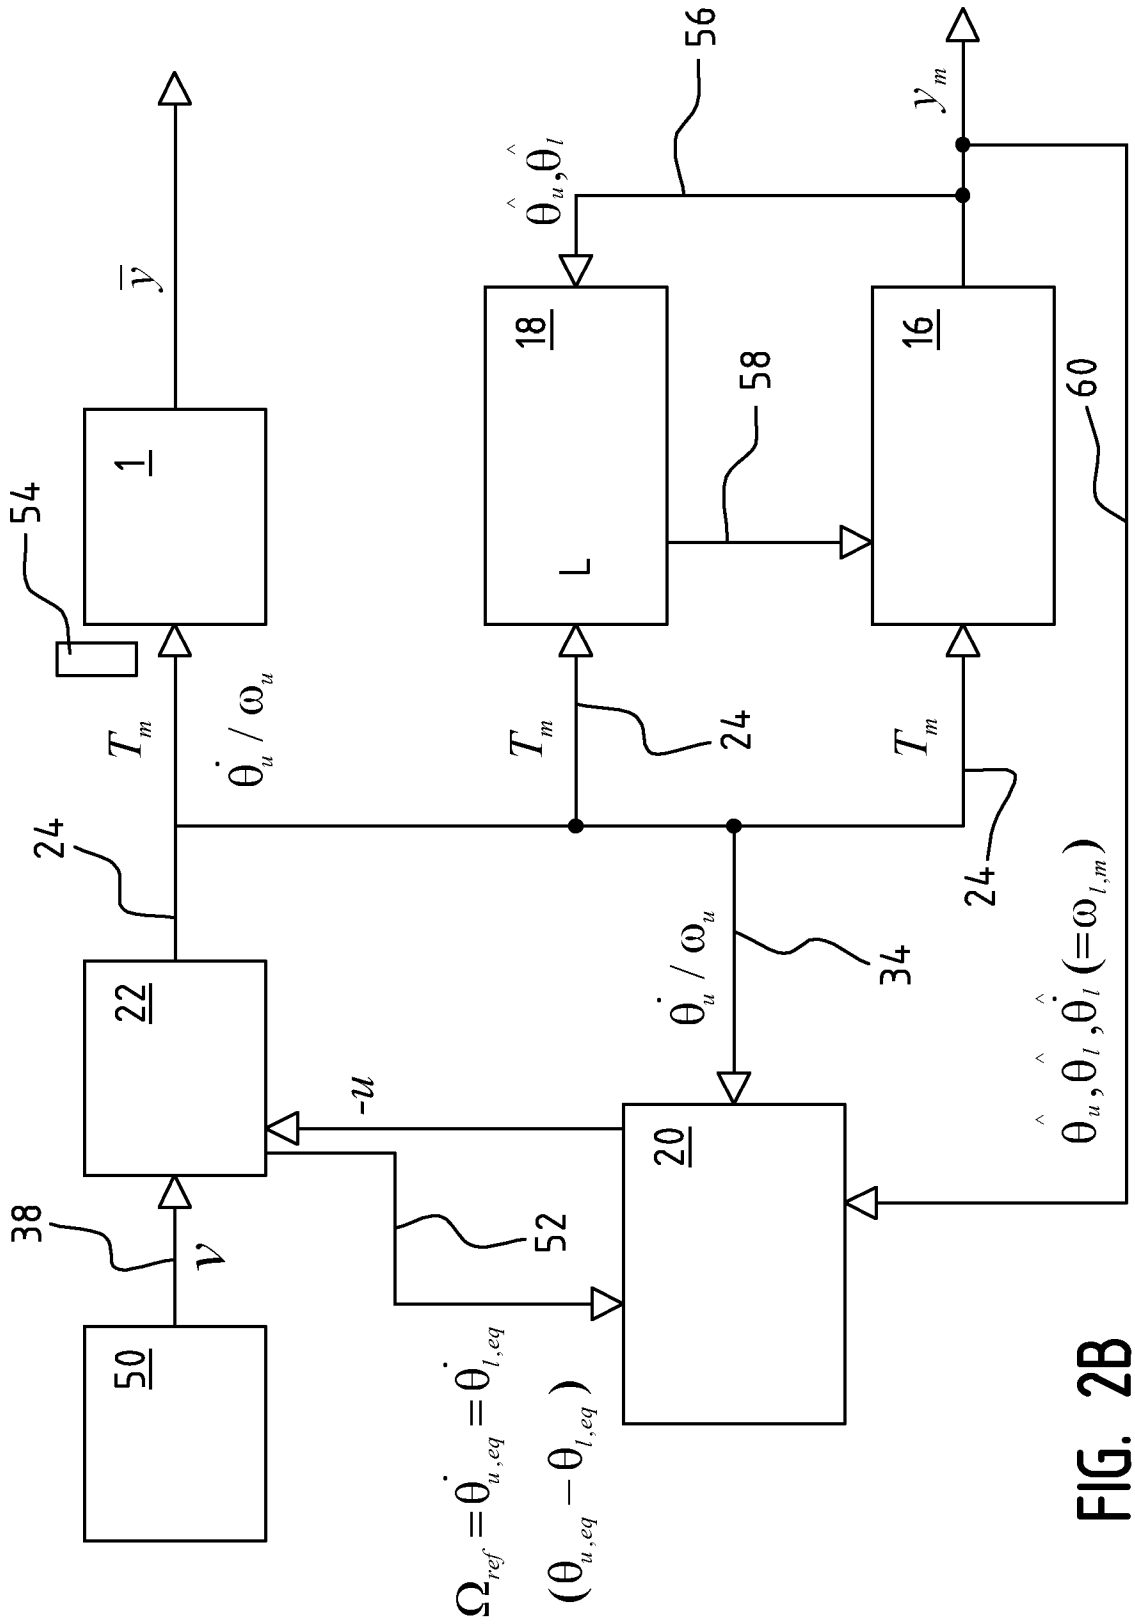 54
24
38
50
v
22
T_m
θ̇_u / ω_u
1
ȳ
-u
52
Ω_ref = θ̇_u,eq = θ̇_l,eq
(θ_u,eq − θ_l,eq)
20
θ̇_u / ω_u
34
T_m
24
L
18
58
θ̂_u, θ̂_l
56
T_m
24
16
y_m
60
θ̂_u, θ̂_l, θ̇̂_l (=ω_l,m)
FIG. 2B